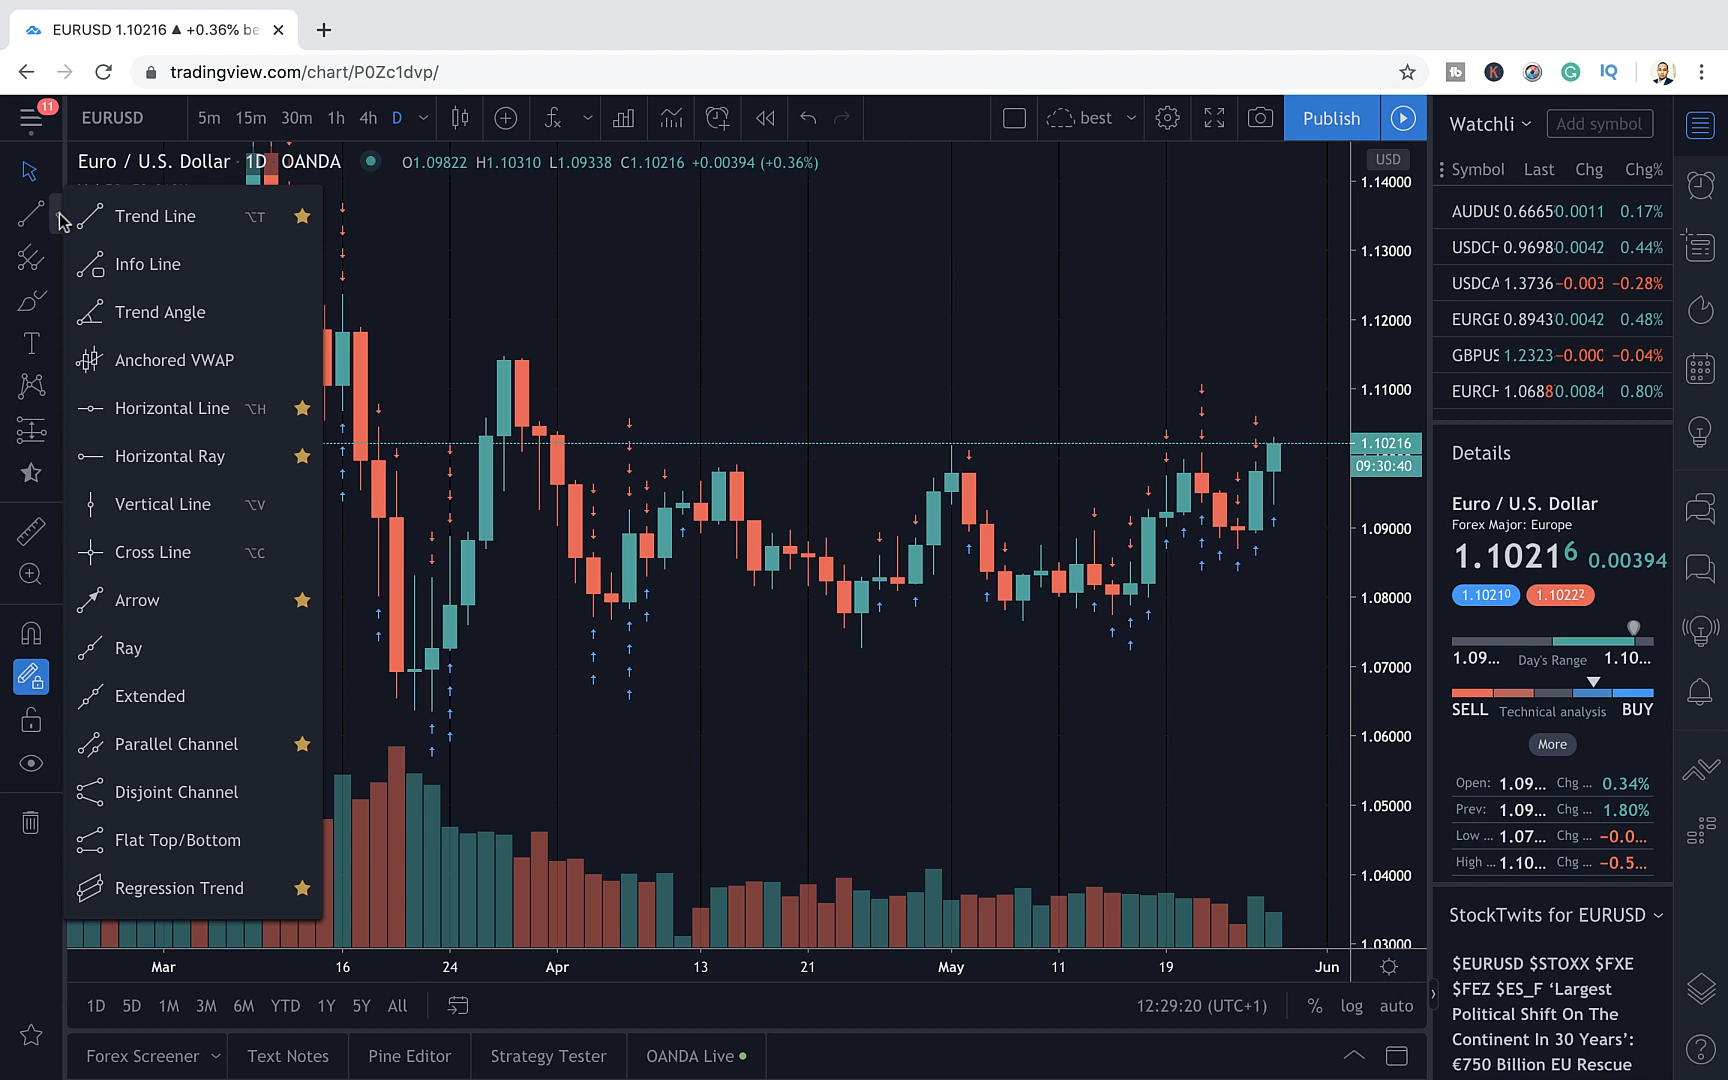 EURUSD 1.10216 ▲ +0.36% be
tradingview.com/chart/P0Zc1dvp/
tb K G IQ
11
EURUSD 5m 15m 30m 1h 4h D best Publish
Euro / U.S. Dollar 1D OANDA O1.09822 H1.10310 L1.09338 C1.10216 +0.00394 (+0.36%)
Trend Line ⌥T
Info Line
Trend Angle
Anchored VWAP
Horizontal Line ⌥H
Horizontal Ray
Vertical Line ⌥V
Cross Line ⌥C
Arrow
Ray
Extended
Parallel Channel
Disjoint Channel
Flat Top/Bottom
Regression Trend
USD
1.14000
1.13000
1.12000
1.11000
1.10216
09:30:40
1.09000
1.08000
1.07000
1.06000
1.05000
1.04000
1.03000
Mar 16 24 Apr 13 21 May 11 19 Jun
1D 5D 1M 3M 6M YTD 1Y 5Y All 12:29:20 (UTC+1) % log auto
Forex Screener Text Notes Pine Editor Strategy Tester OANDA Live
Watchli Add symbol
Symbol Last Chg Chg%
AUDUS 0.6665 0.0011 0.17%
USDCH 0.9698 0.0042 0.44%
USDCA 1.3736 −0.003 −0.28%
EURGE 0.8943 0.0042 0.48%
GBPUS 1.2323 −0.000 −0.04%
EURCH 1.0688 0.0084 0.80%
Details
Euro / U.S. Dollar
Forex Major: Europe
1.10216 0.00394
1.10210 1.10222
1.09... Day's Range 1.10...
SELL Technical analysis BUY
More
Open: 1.09... Chg ... 0.34%
Prev: 1.09... Chg ... 1.80%
Low ... 1.07... Chg ... −0.0...
High ... 1.10... Chg ... −0.5...
StockTwits for EURUSD
$EURUSD $STOXX $FXE
$FEZ $ES_F ‘Largest
Political Shift On The
Continent In 30 Years’:
€750 Billion EU Rescue